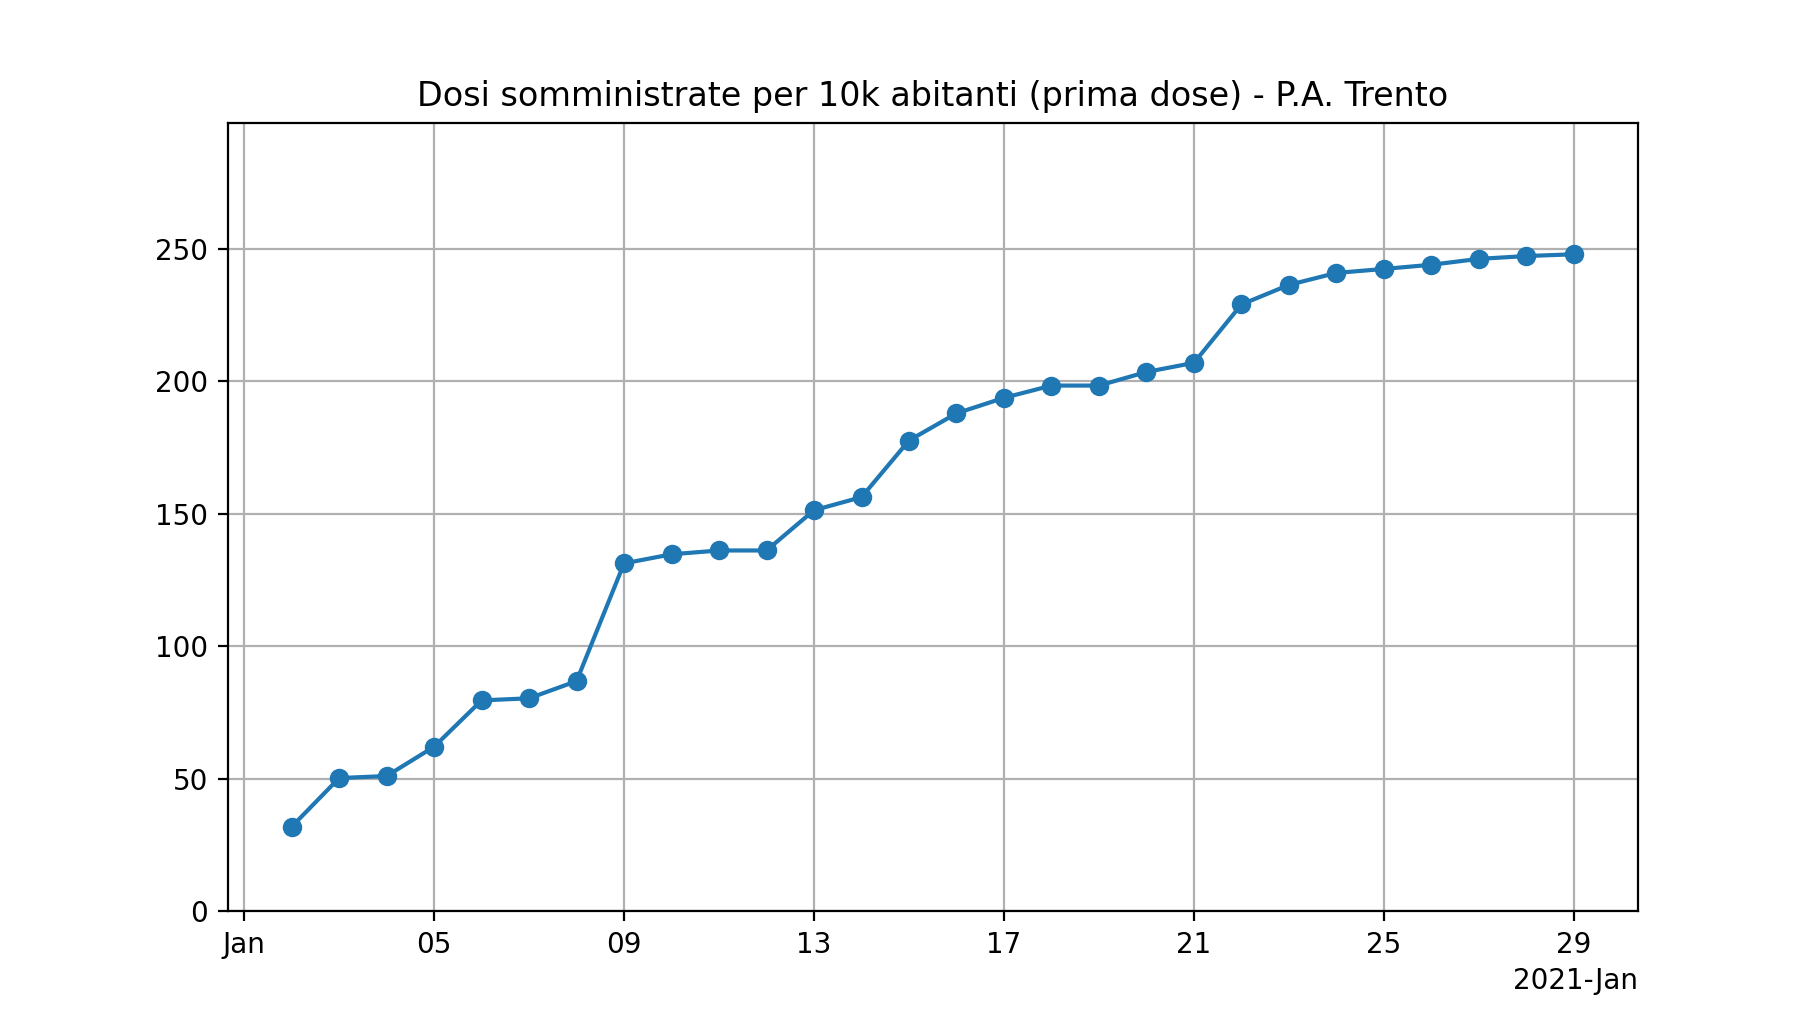 Dosi somministrate per 10k abitanti (prima dose) - P.A. Trento
250
200
150
100
50
0
Jan 05 09 13 17 21 25 29
2021-Jan